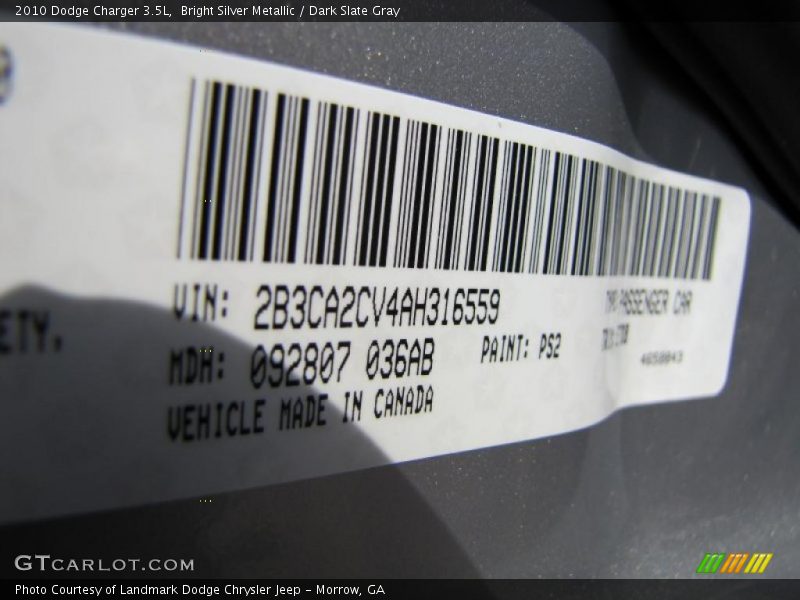 2010 Dodge Charger 3.5L, Bright Silver Metallic / Dark Slate Gray
VIN: 2B3CA2CV4AH316559
PASSENGER CAR
ETY.
MDH: 092807 036AB
PAINT: PS2
4650043
VEHICLE MADE IN CANADA
GTCARLOT.COM
Photo Courtesy of Landmark Dodge Chrysler Jeep – Morrow, GA